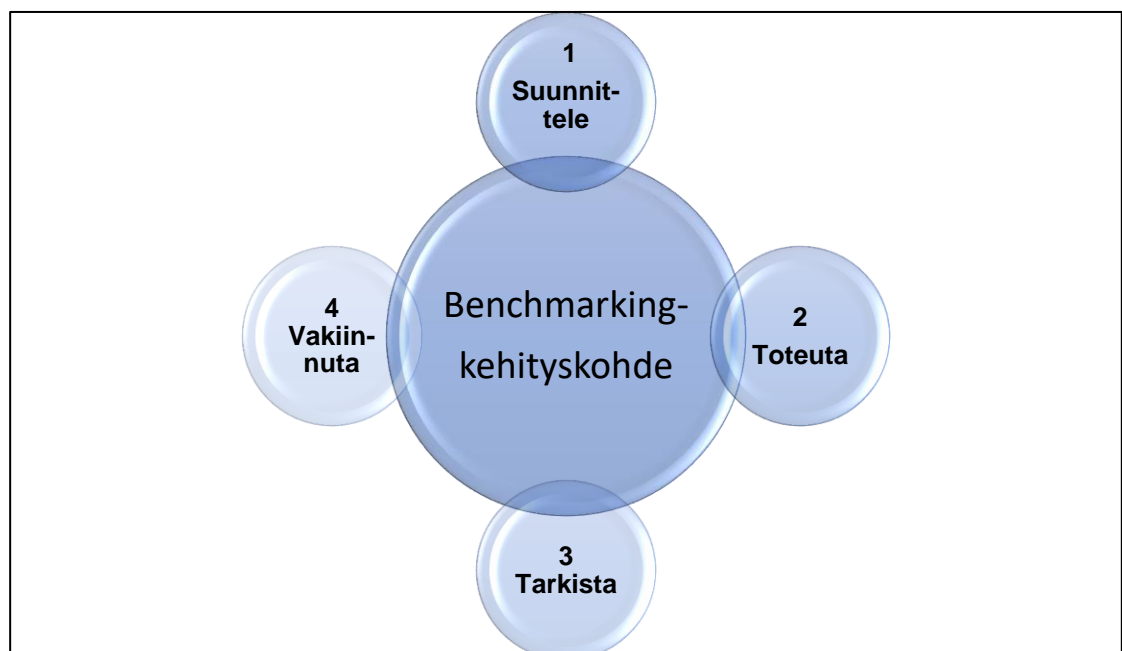 1
Suunnit-
tele
Benchmarking-
kehityskohde
2
Toteuta
3
Tarkista
4
Vakiin-
nuta